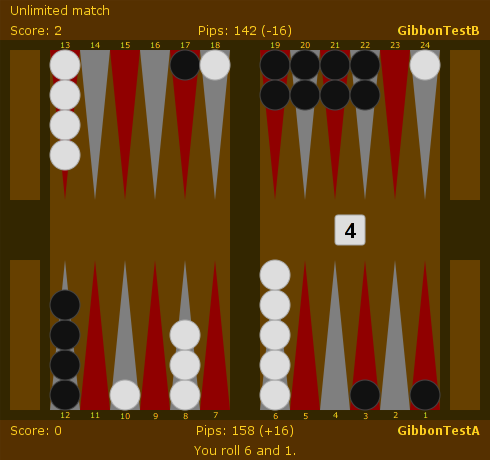 Unlimited match
Score: 2 Pips: 142 (-16) GibbonTestB
13 14 15 16 17 18 19 20 21 22 23 24
4
12 11 10 9 8 7 6 5 4 3 2 1
Score: 0 Pips: 158 (+16) GibbonTestA
You roll 6 and 1.